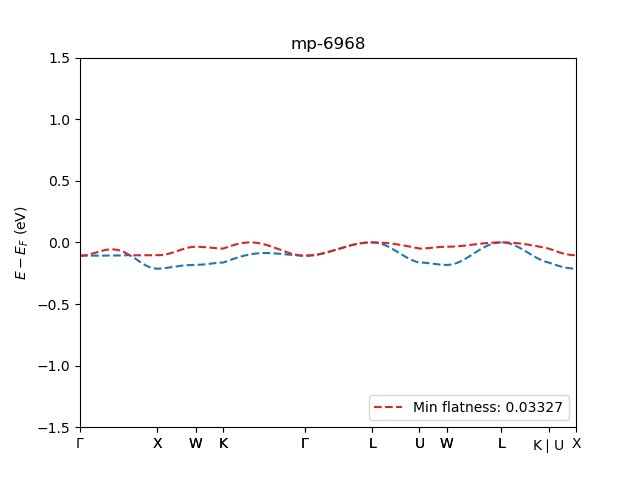 mp-6968
E − E_F (eV)
1.5
1.0
0.5
0.0
−0.5
−1.0
−1.5
Min flatness: 0.03327
Γ X W K Γ L U W L K | U X